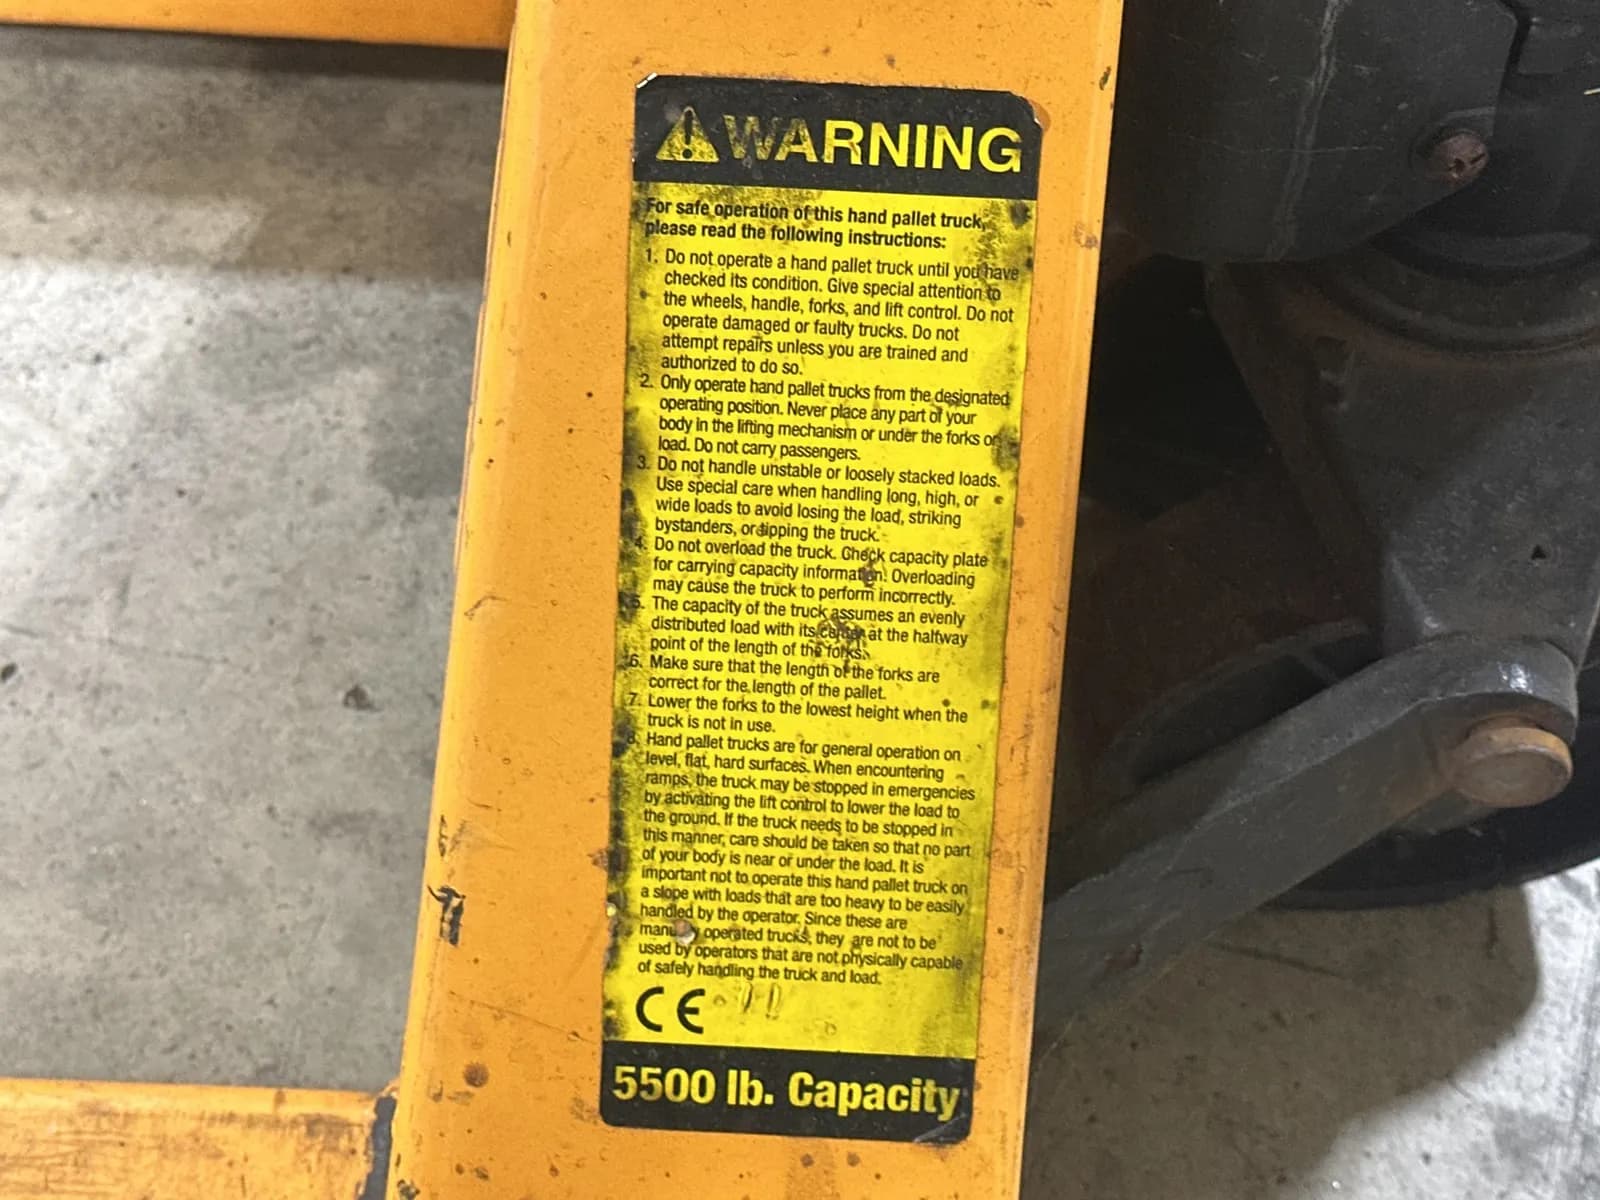 WARNING
For safe operation of this hand pallet truck,
please read the following instructions:
1. Do not operate a hand pallet truck until you have
checked its condition. Give special attention to
the wheels, handle, forks, and lift control. Do not
operate damaged or faulty trucks. Do not
attempt repairs unless you are trained and
authorized to do so.
2. Only operate hand pallet trucks from the designated
operating position. Never place any part of your
body in the lifting mechanism or under the forks or
load. Do not carry passengers.
3. Do not handle unstable or loosely stacked loads.
Use special care when handling long, high, or
wide loads to avoid losing the load, striking
bystanders, or tipping the truck.
4. Do not overload the truck. Check capacity plate
for carrying capacity information. Overloading
may cause the truck to perform incorrectly.
5. The capacity of the truck assumes an evenly
distributed load with its center at the halfway
point of the length of the forks.
6. Make sure that the length of the forks are
correct for the length of the pallet.
7. Lower the forks to the lowest height when the
truck is not in use.
8. Hand pallet trucks are for general operation on
level, flat, hard surfaces. When encountering
ramps, the truck may be stopped in emergencies
by activating the lift control to lower the load to
the ground. If the truck needs to be stopped in
this manner, care should be taken so that no part
of your body is near or under the load. It is
important not to operate this hand pallet truck on
a slope with loads that are too heavy to be easily
handled by the operator. Since these are
manually operated trucks, they are not to be
used by operators that are not physically capable
of safely handling the truck and load.
CE
5500 lb. Capacity